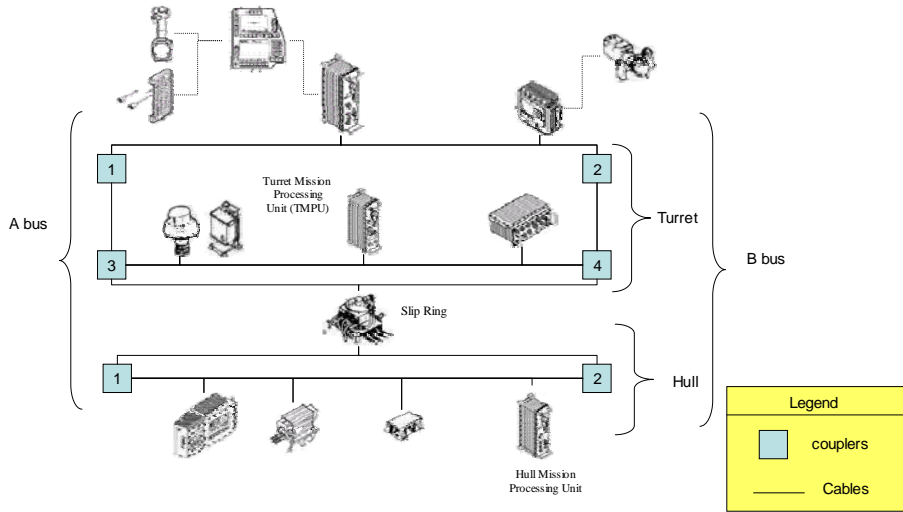 1
2
Turret Mission
Processing
Unit (TMPU)
A bus
Turret
B bus
3
4
Slip Ring
1
2
Hull
Legend
couplers
Cables
Hull Mission
Processing Unit